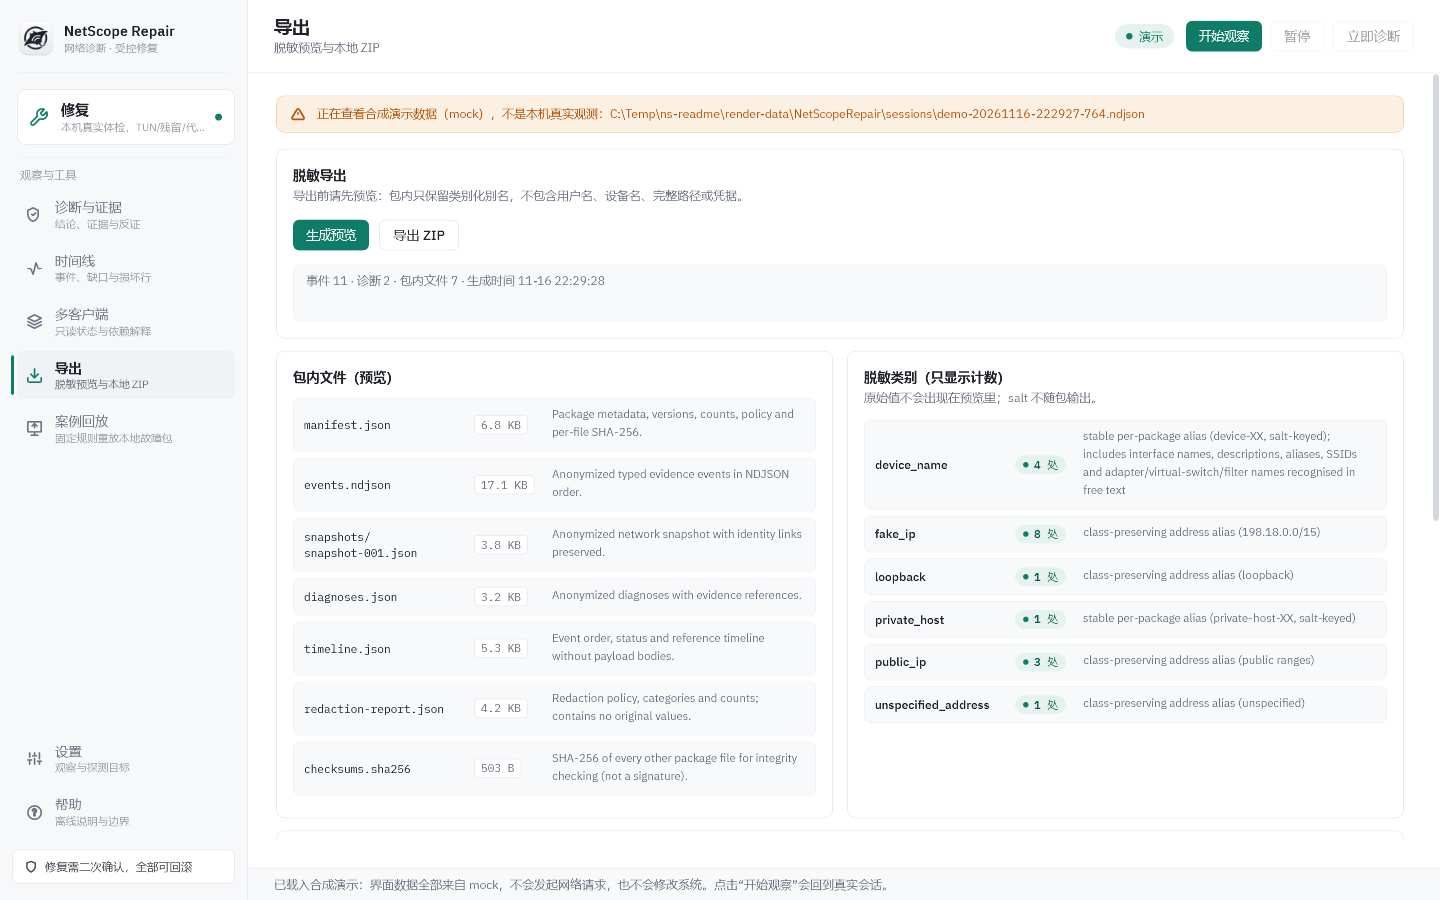 NetScope Repair
网络诊断 · 受控修复
修复
本机真实体检，TUN/残留/代...
观察与工具
诊断与证据
结论、证据与反证
时间线
事件、缺口与损坏行
多客户端
只读状态与依赖解释
导出
脱敏预览与本地 ZIP
案例回放
固定规则重放本地故障包
设置
观察与探测目标
帮助
离线说明与边界
修复需二次确认，全部可回滚
导出
脱敏预览与本地 ZIP
演示
开始观察
暂停
立即诊断
正在查看合成演示数据（mock），不是本机真实观测：C:\Temp\ns-readme\render-data\NetScopeRepair\sessions\demo-20261116-222927-764.ndjson
脱敏导出
导出前请先预览：包内只保留类别化别名，不包含用户名、设备名、完整路径或凭据。
生成预览
导出 ZIP
事件 11 · 诊断 2 · 包内文件 7 · 生成时间 11-16 22:29:28
包内文件（预览）
manifest.json
6.8 KB
Package metadata, versions, counts, policy and
per-file SHA-256.
events.ndjson
17.1 KB
Anonymized typed evidence events in NDJSON
order.
snapshots/
snapshot-001.json
3.8 KB
Anonymized network snapshot with identity links
preserved.
diagnoses.json
3.2 KB
Anonymized diagnoses with evidence references.
timeline.json
5.3 KB
Event order, status and reference timeline
without payload bodies.
redaction-report.json
4.2 KB
Redaction policy, categories and counts;
contains no original values.
checksums.sha256
503 B
SHA-256 of every other package file for integrity
checking (not a signature).
脱敏类别（只显示计数）
原始值不会出现在预览里；salt 不随包输出。
device_name
4 处
stable per-package alias (device-XX, salt-keyed);
includes interface names, descriptions, aliases, SSIDs
and adapter/virtual-switch/filter names recognised in
free text
fake_ip
8 处
class-preserving address alias (198.18.0.0/15)
loopback
1 处
class-preserving address alias (loopback)
private_host
1 处
stable per-package alias (private-host-XX, salt-keyed)
public_ip
3 处
class-preserving address alias (public ranges)
unspecified_address
1 处
class-preserving address alias (unspecified)
已载入合成演示：界面数据全部来自 mock，不会发起网络请求，也不会修改系统。点击“开始观察”会回到真实会话。